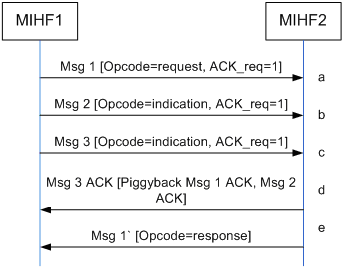 MIHF1 MIHF2
Msg 1 [Opcode=request, ACK_req=1] a
Msg 2 [Opcode=indication, ACK_req=1] b
Msg 3 [Opcode=indication, ACK_req=1] c
Msg 3 ACK [Piggyback Msg 1 ACK, Msg 2 d
ACK]
Msg 1` [Opcode=response] e